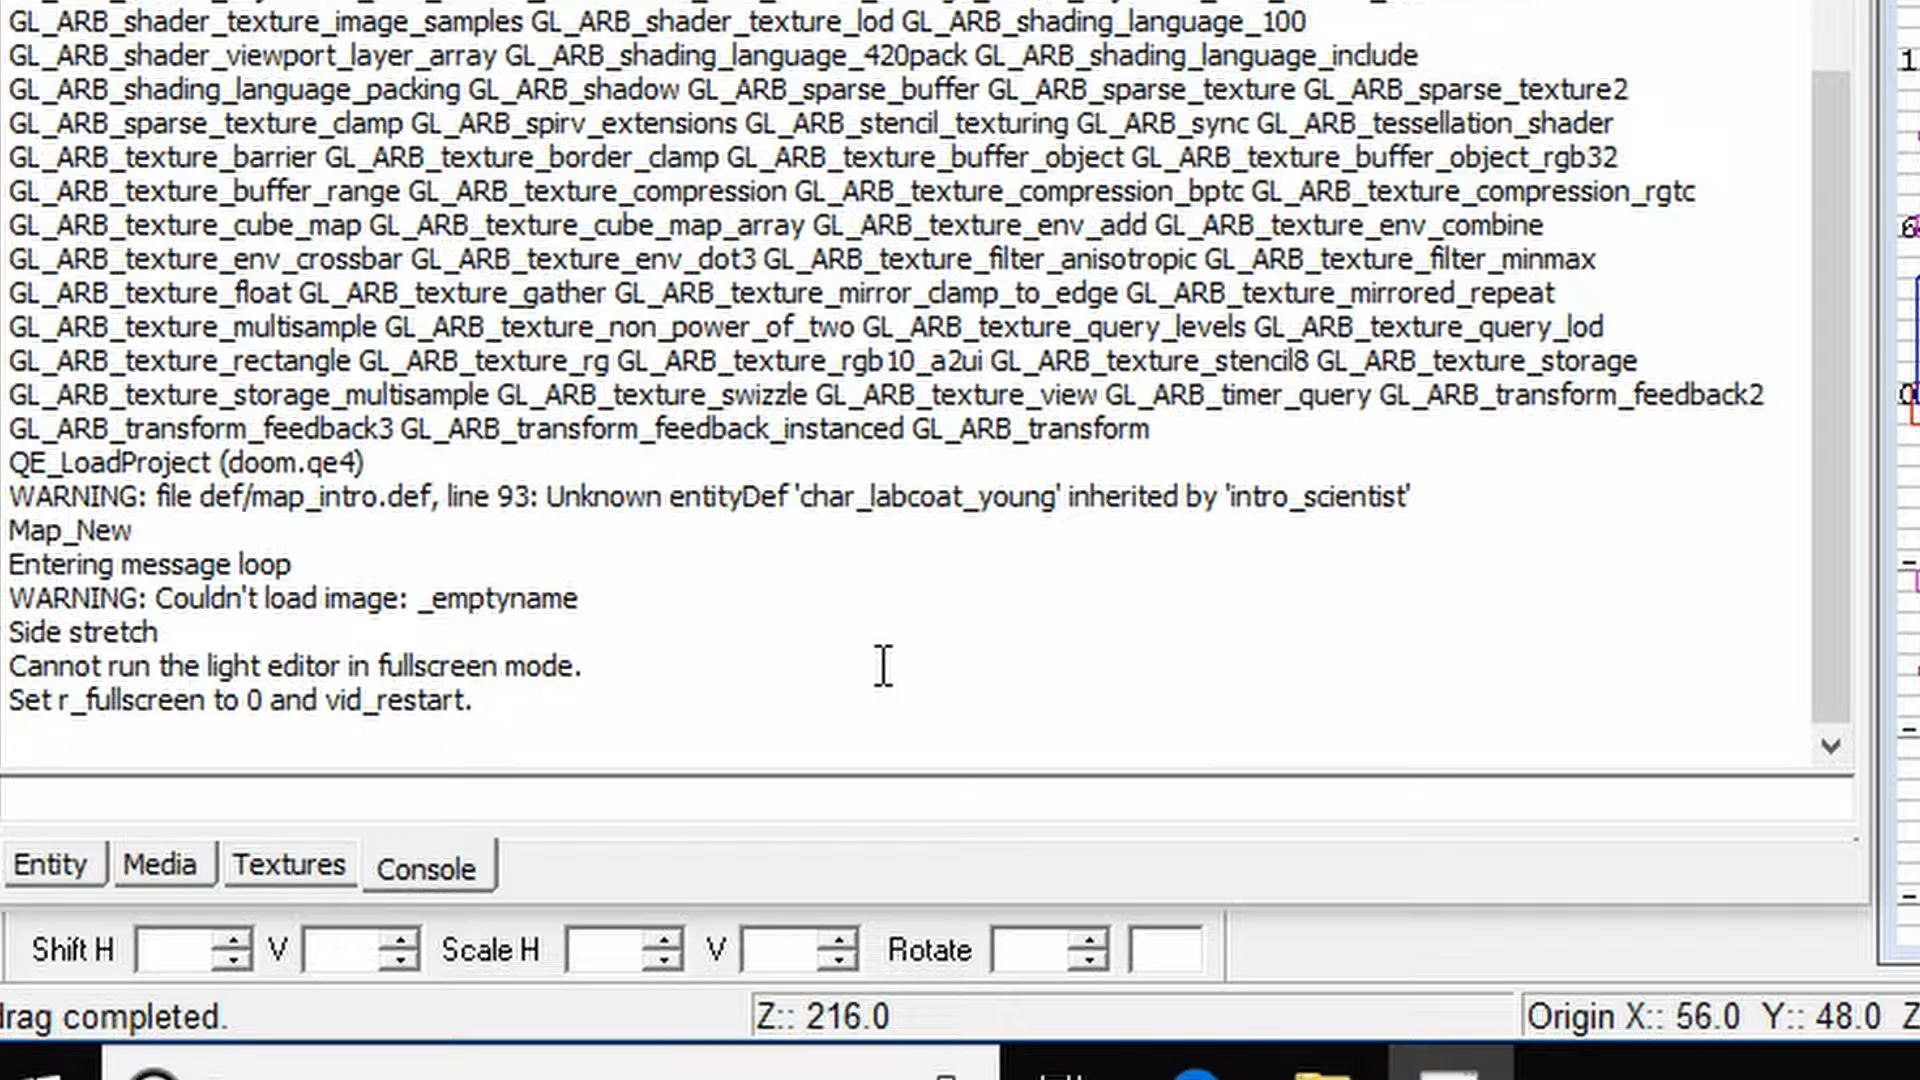 GL_ARB_shader_texture_image_samples GL_ARB_shader_texture_lod GL_ARB_shading_language_100
GL_ARB_shader_viewport_layer_array GL_ARB_shading_language_420pack GL_ARB_shading_language_include
GL_ARB_shading_language_packing GL_ARB_shadow GL_ARB_sparse_buffer GL_ARB_sparse_texture GL_ARB_sparse_texture2
GL_ARB_sparse_texture_clamp GL_ARB_spirv_extensions GL_ARB_stencil_texturing GL_ARB_sync GL_ARB_tessellation_shader
GL_ARB_texture_barrier GL_ARB_texture_border_clamp GL_ARB_texture_buffer_object GL_ARB_texture_buffer_object_rgb32
GL_ARB_texture_buffer_range GL_ARB_texture_compression GL_ARB_texture_compression_bptc GL_ARB_texture_compression_rgtc
GL_ARB_texture_cube_map GL_ARB_texture_cube_map_array GL_ARB_texture_env_add GL_ARB_texture_env_combine
GL_ARB_texture_env_crossbar GL_ARB_texture_env_dot3 GL_ARB_texture_filter_anisotropic GL_ARB_texture_filter_minmax
GL_ARB_texture_float GL_ARB_texture_gather GL_ARB_texture_mirror_clamp_to_edge GL_ARB_texture_mirrored_repeat
GL_ARB_texture_multisample GL_ARB_texture_non_power_of_two GL_ARB_texture_query_levels GL_ARB_texture_query_lod
GL_ARB_texture_rectangle GL_ARB_texture_rg GL_ARB_texture_rgb10_a2ui GL_ARB_texture_stencil8 GL_ARB_texture_storage
GL_ARB_texture_storage_multisample GL_ARB_texture_swizzle GL_ARB_texture_view GL_ARB_timer_query GL_ARB_transform_feedback2
GL_ARB_transform_feedback3 GL_ARB_transform_feedback_instanced GL_ARB_transform
QE_LoadProject (doom.qe4)
WARNING: file def/map_intro.def, line 93: Unknown entityDef 'char_labcoat_young' inherited by 'intro_scientist'
Map_New
Entering message loop
WARNING: Couldn't load image: _emptyname
Side stretch
Cannot run the light editor in fullscreen mode.
Set r_fullscreen to 0 and vid_restart.
Entity Media Textures Console
Shift H V Scale H V Rotate
drag completed. Z:: 216.0 Origin X:: 56.0 Y:: 48.0 Z